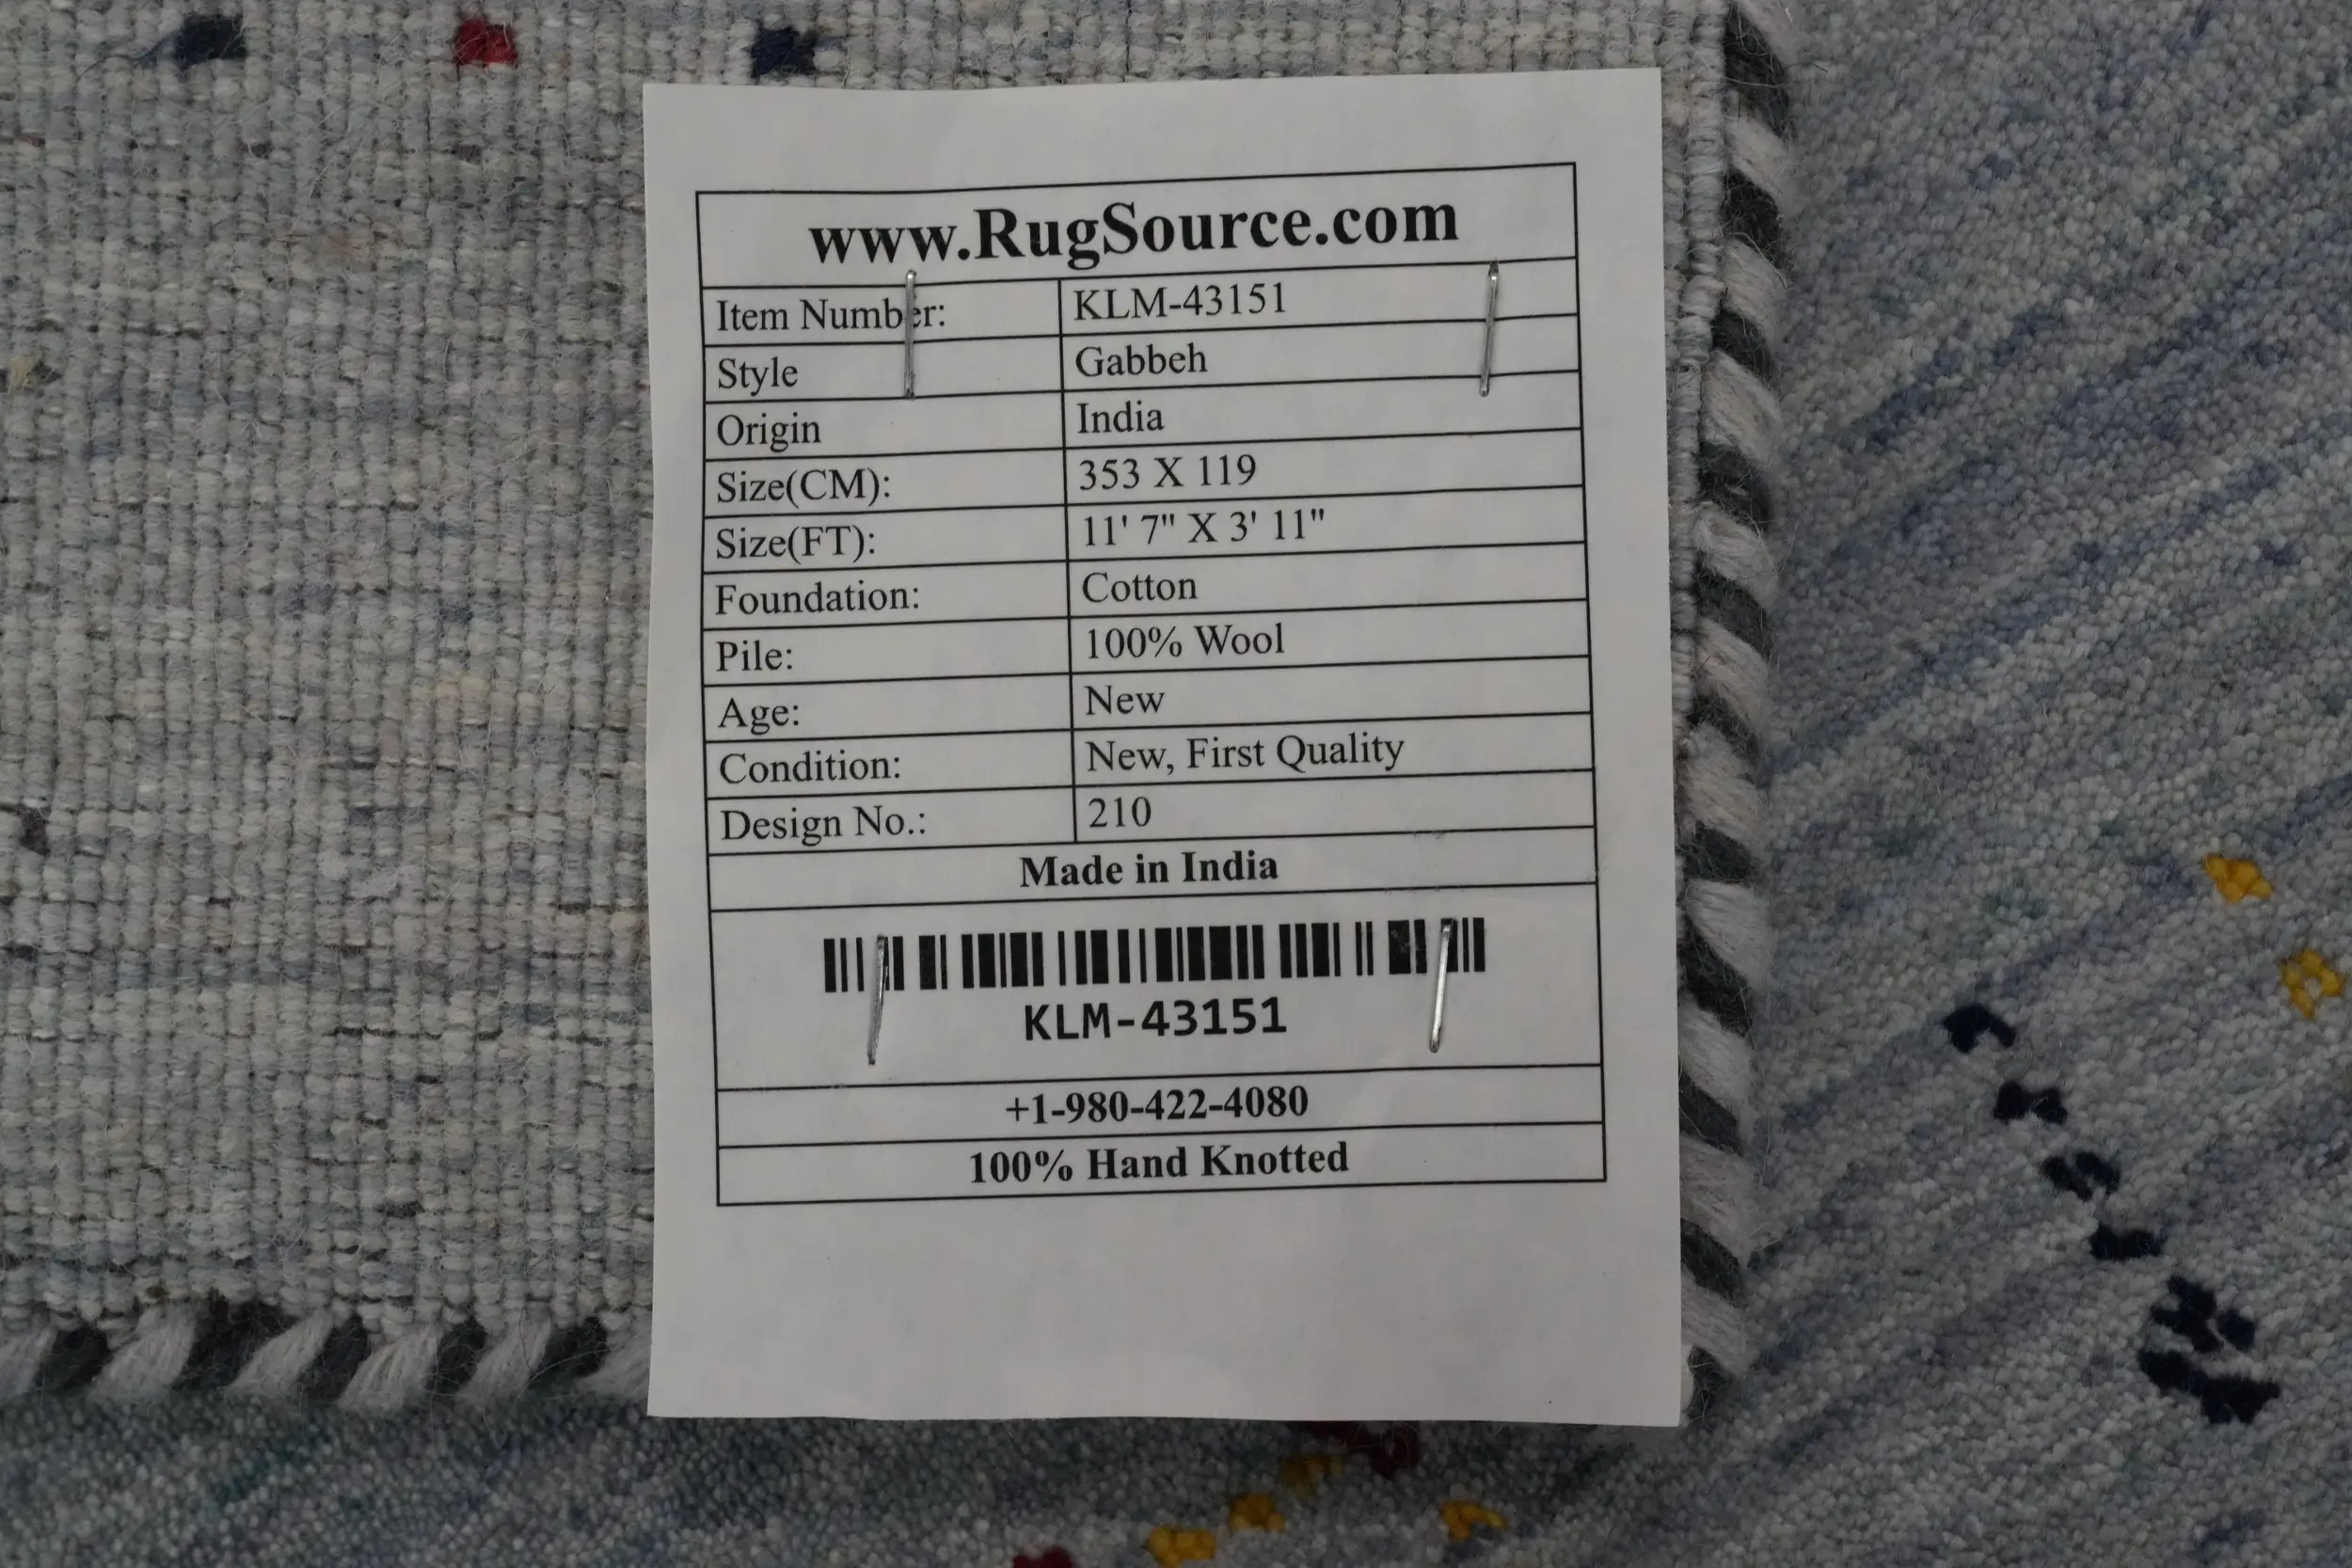 www.RugSource.com
Item Number: KLM-43151
Style Gabbeh
Origin India
Size(CM): 353 X 119
Size(FT): 11' 7" X 3' 11"
Foundation: Cotton
Pile: 100% Wool
Age: New
Condition: New, First Quality
Design No.: 210
Made in India
KLM-43151
+1-980-422-4080
100% Hand Knotted